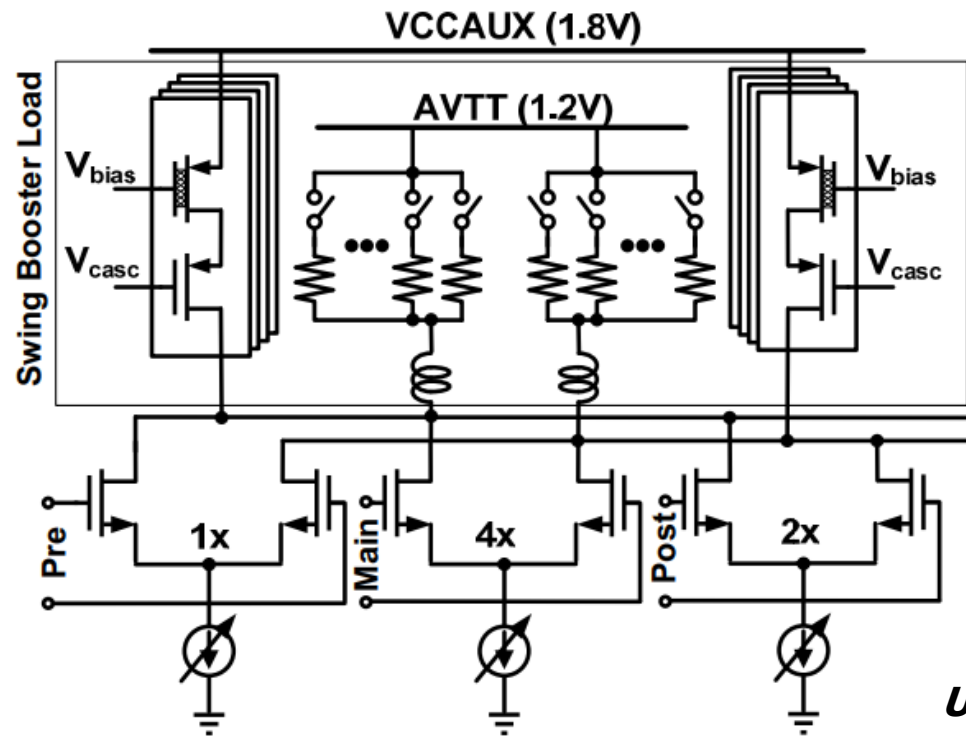 VCCAUX (1.8V)
Swing Booster Load
AVTT (1.2V)
Vbias
Vbias
Vcasc
Vcasc
Pre
1x
Main
4x
Post
2x
U